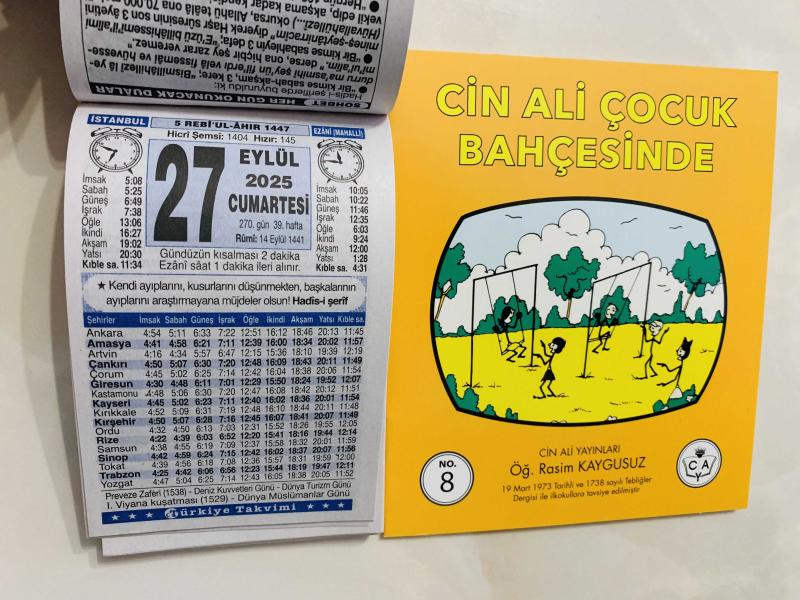 SOHBET HER GÜN OKUNACAK DUALAR
Hadîs-i şeriflerde buyuruldu ki:
İSTANBUL
5 REBÎ'UL-ÂHIR 1447
EZÂNÎ (MAHALLÎ)
Hicrî Şemsî: 1404 Hızır: 145
27
EYLÜL
2025
CUMARTESİ
270. gün 39. hafta
Rûmî: 14 Eylül 1441
İmsak 5:08
Sabah 5:25
Güneş 6:49
İşrak 7:38
Öğle 13:06
İkindi 16:27
Akşam 19:02
Yatsı 20:30
Kıble sa. 11:34
İmsak 10:05
Sabah 10:22
Güneş 11:46
İşrak 12:35
Öğle 6:03
İkindi 9:24
Akşam 12:00
Yatsı 1:28
Kıble sa. 4:31
Gündüzün kısalması 2 dakika
Ezânî sâat 1 dakika ileri alınır.
★ Kendi ayıplarını, kusurlarını düşünmekten, başkalarının
ayıplarını araştırmayana müjdeler olsun! Hadîs-i şerîf
Şehirler İmsak Sabah Güneş İşrak Öğle İkindi Akşam Yatsı Kıble sa.
Ankara 4:54 5:11 6:33 7:22 12:51 16:12 18:46 20:13 11:45
Amasya 4:41 4:58 6:21 7:11 12:39 16:00 18:34 20:02 11:57
Artvin 4:16 4:34 5:57 6:47 12:15 15:36 18:10 19:39 12:19
Çankırı 4:50 5:07 6:30 7:20 12:48 16:09 18:43 20:11 11:49
Çorum 4:45 5:02 6:25 7:14 12:42 16:04 18:38 20:06 11:54
Giresun 4:30 4:48 6:11 7:01 12:29 15:50 18:24 19:52 12:07
Kastamonu 4:48 5:06 6:30 7:20 12:47 16:08 18:42 20:12 11:51
Kayseri 4:45 5:02 6:23 7:11 12:40 16:02 18:36 20:01 11:54
Kırıkkale 4:52 5:09 6:31 7:19 12:48 16:10 18:44 20:11 11:48
Kırşehir 4:50 5:07 6:28 7:16 12:45 16:07 18:41 20:07 11:49
Ordu 4:32 4:50 6:13 7:03 12:31 15:52 18:26 19:55 12:05
Rize 4:22 4:39 6:03 6:52 12:20 15:41 18:16 19:44 12:14
Samsun 4:38 4:55 6:19 7:09 12:37 15:58 18:32 20:01 11:59
Sinop 4:42 4:59 6:24 7:15 12:42 16:02 18:37 20:07 11:56
Tokat 4:39 4:56 6:18 7:08 12:36 15:57 18:31 19:59 12:00
Trabzon 4:25 4:42 6:06 6:56 12:23 15:44 18:19 19:47 12:11
Yozgat 4:47 5:04 6:25 7:14 12:43 16:05 18:38 20:05 11:52
Preveze Zaferi (1538) - Deniz Kuvvetleri Günü - Dünya Turizm Günü
I. Viyana kuşatması (1529) - Dünya Müslümanlar Günü
★ ★ ★ Türkiye Takvimi ★ ★ ★
CİN ALİ ÇOCUK
BAHÇESİNDE
CİN ALİ YAYINLARI
Öğ. Rasim KAYGUSUZ
19 Mart 1973 Tarihli ve 1738 sayılı Tebliğler
Dergisi ile ilkokullara tavsiye edilmiştir
NO.
8
C A Y